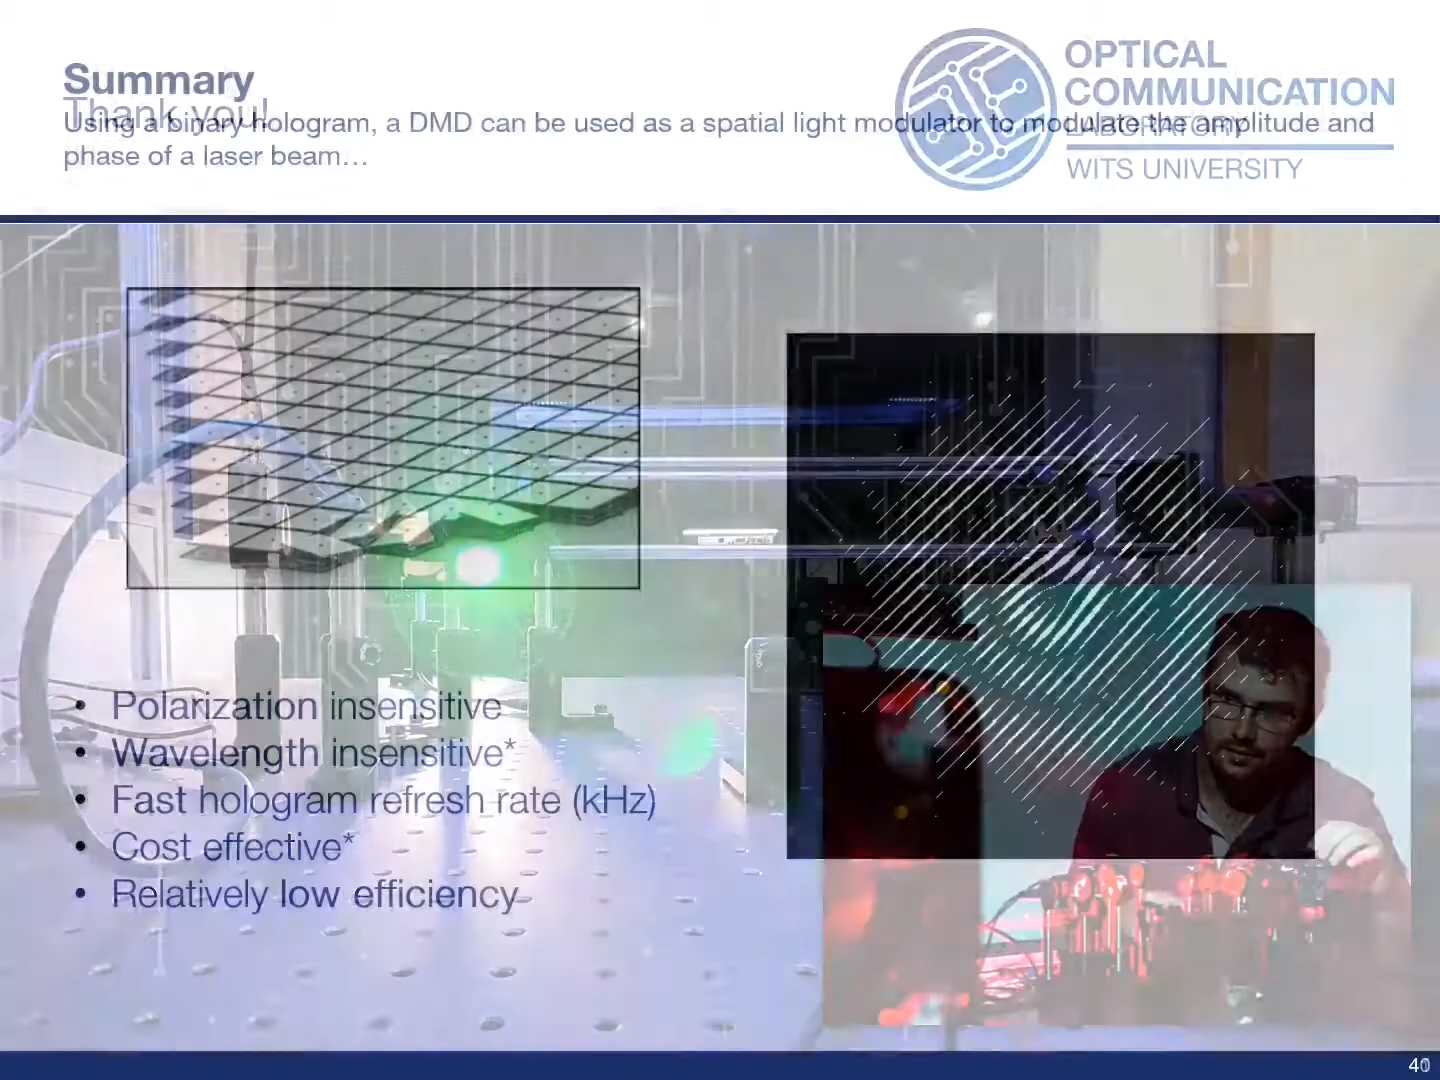 Summary
Thank you!
Using a binary hologram, a DMD can be used as a spatial light modulator to modulate the amplitude and
phase of a laser beam…
OPTICAL
COMMUNICATION
LABORATORY
WITS UNIVERSITY
• Polarization insensitive
• Wavelength insensitive*
• Fast hologram refresh rate (kHz)
• Cost effective*
• Relatively low efficiency